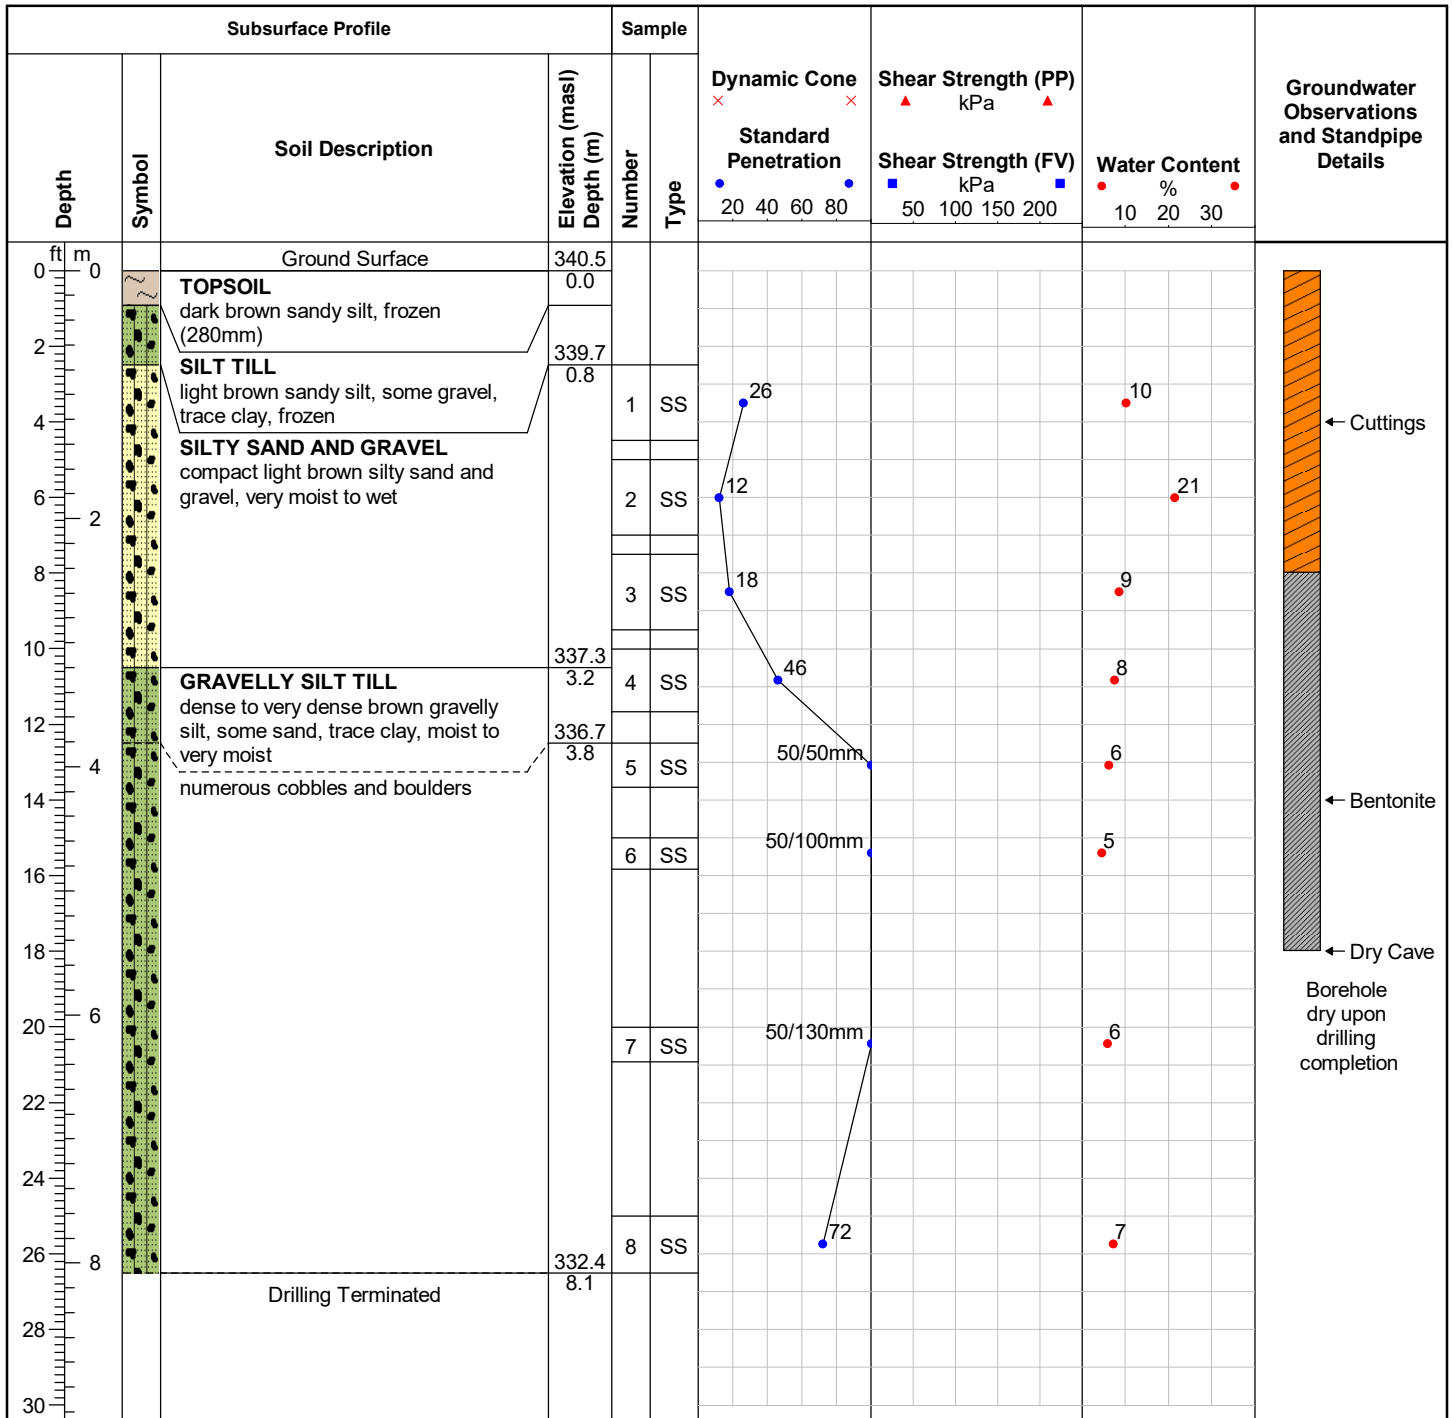 Subsurface Profile
Sample
Depth
Symbol
Soil Description
Elevation (masl)
Depth (m)
Number
Type
Dynamic Cone
Standard
Penetration
20 40 60 80
Shear Strength (PP)
kPa
Shear Strength (FV)
kPa
50 100 150 200
Water Content
%
10 20 30
Groundwater
Observations
and Standpipe
Details
ft m
0 0
2
4
6
2
8
10
12
4
14
16
18
6
20
22
24
26
8
28
30
Ground Surface
340.5
0.0
TOPSOIL
dark brown sandy silt, frozen
(280mm)
339.7
0.8
SILT TILL
light brown sandy silt, some gravel,
trace clay, frozen
SILTY SAND AND GRAVEL
compact light brown silty sand and
gravel, very moist to wet
337.3
3.2
GRAVELLY SILT TILL
dense to very dense brown gravelly
silt, some sand, trace clay, moist to
very moist
336.7
3.8
numerous cobbles and boulders
332.4
8.1
Drilling Terminated
1 SS 26 10
2 SS 12 21
3 SS 18 9
4 SS 46 8
5 SS 50/50mm 6
6 SS 50/100mm 5
7 SS 50/130mm 6
8 SS 72 7
Cuttings
Bentonite
Dry Cave
Borehole
dry upon
drilling
completion